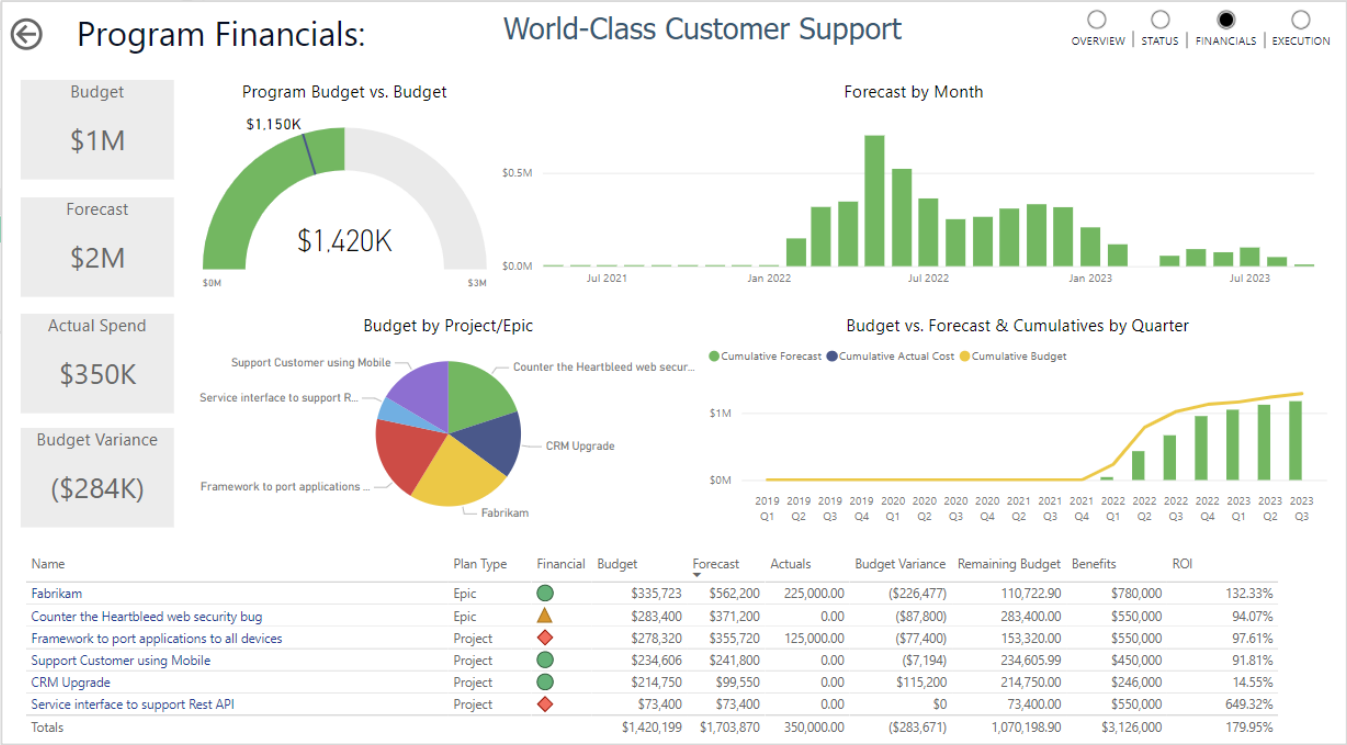 Program Financials:
World-Class Customer Support
OVERVIEW | STATUS | FINANCIALS | EXECUTION
Budget
$1M
Forecast
$2M
Actual Spend
$350K
Budget Variance
($284K)
Program Budget vs. Budget
$1,150K
$1,420K
$0M
$3M
Forecast by Month
$0.5M
$0.0M
Jul 2021 Jan 2022 Jul 2022 Jan 2023 Jul 2023
Budget by Project/Epic
Support Customer using Mobile
Counter the Heartbleed web secur...
Service interface to support R...
CRM Upgrade
Framework to port applications ...
Fabrikam
Budget vs. Forecast & Cumulatives by Quarter
Cumulative Forecast Cumulative Actual Cost Cumulative Budget
$1M
$0M
2019 2019 2019 2019 2020 2020 2020 2020 2021 2021 2021 2022 2022 2022 2022 2023 2023 2023
Q1 Q2 Q3 Q4 Q1 Q2 Q3 Q4 Q1 Q3 Q4 Q1 Q2 Q3 Q4 Q1 Q2 Q3
Name Plan Type Financial Budget Forecast Actuals Budget Variance Remaining Budget Benefits ROI
Fabrikam Epic $335,723 $562,200 225,000.00 ($226,477) 110,722.90 $780,000 132.33%
Counter the Heartbleed web security bug Epic $283,400 $371,200 0.00 ($87,800) 283,400.00 $550,000 94.07%
Framework to port applications to all devices Project $278,320 $355,720 125,000.00 ($77,400) 153,320.00 $550,000 97.61%
Support Customer using Mobile Project $234,606 $241,800 0.00 ($7,194) 234,605.99 $450,000 91.81%
CRM Upgrade Project $214,750 $99,550 0.00 $115,200 214,750.00 $246,000 14.55%
Service interface to support Rest API Project $73,400 $73,400 0.00 $0 73,400.00 $550,000 649.32%
Totals $1,420,199 $1,703,870 350,000.00 ($283,671) 1,070,198.90 $3,126,000 179.95%